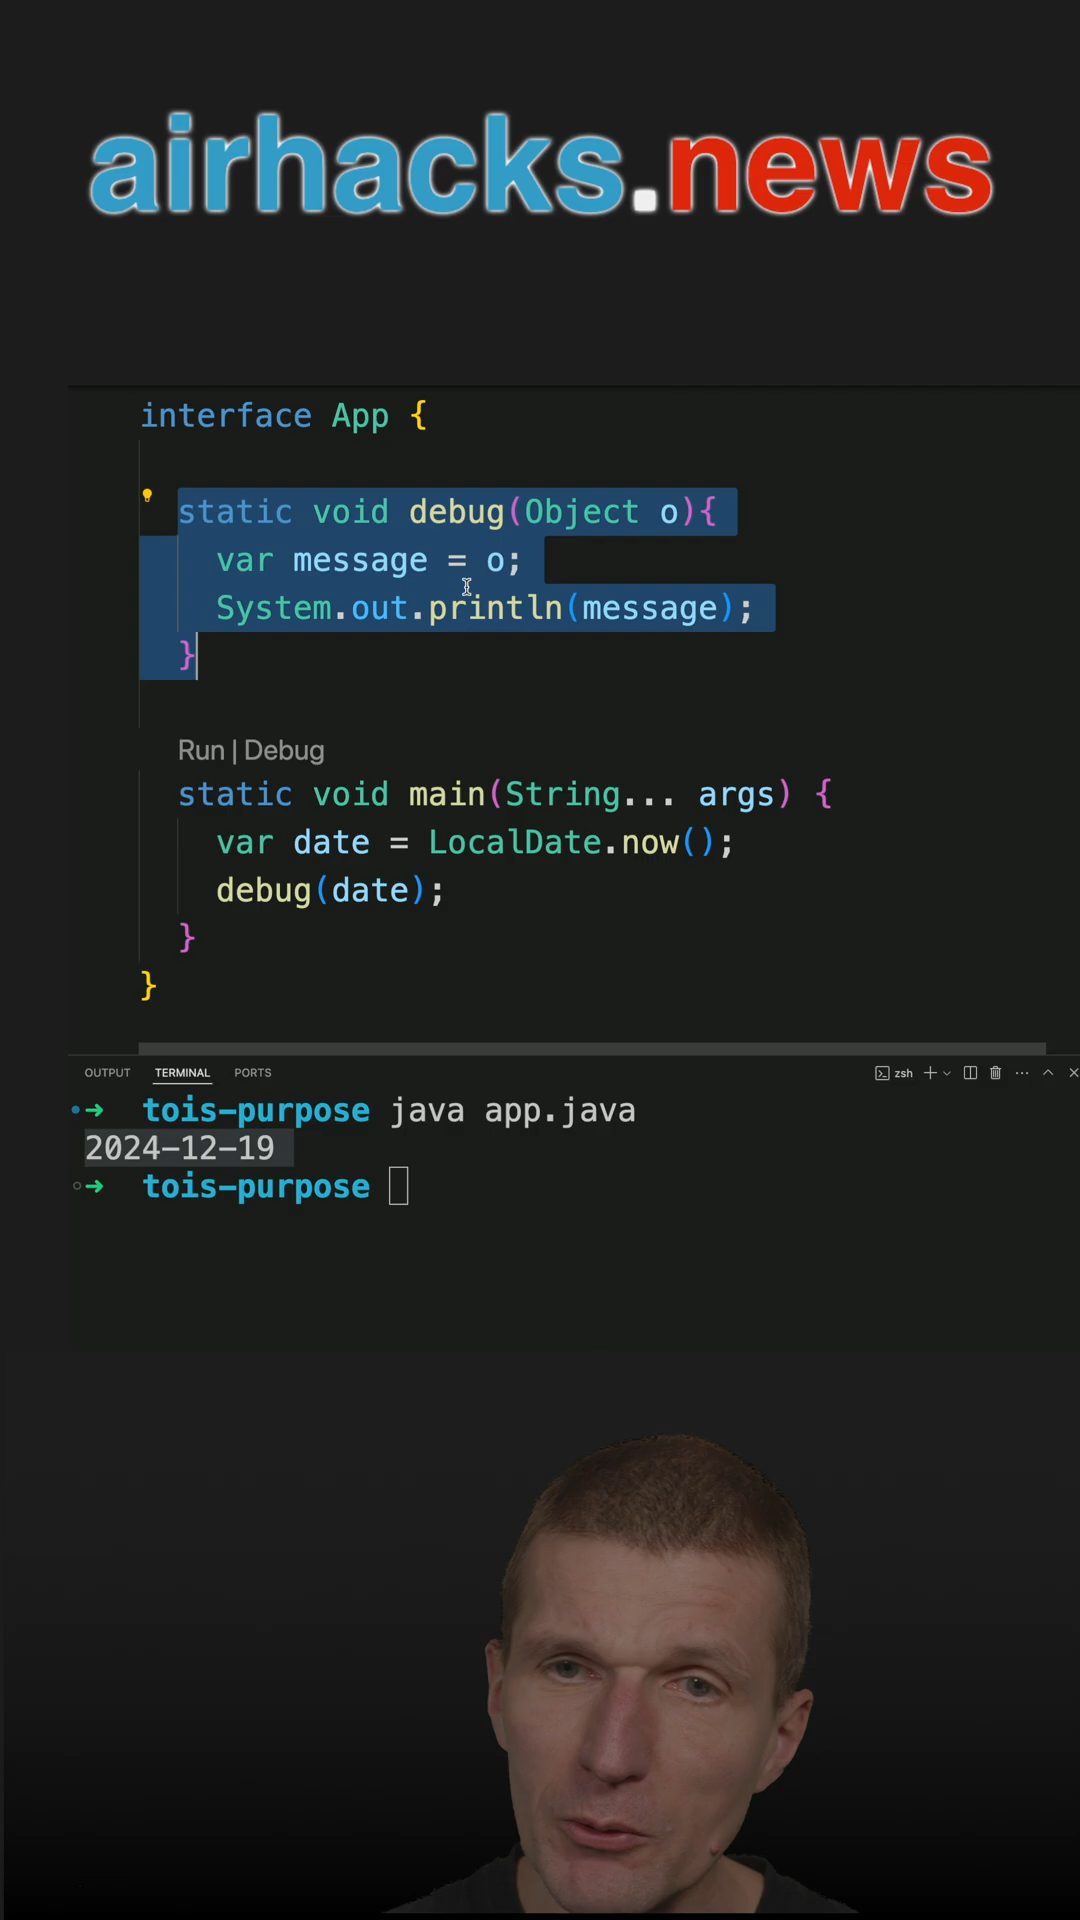 airhacks.news
interface App {
static void debug(Object o){
var message = o;
System.out.println(message);
}
Run | Debug
static void main(String... args) {
var date = LocalDate.now();
debug(date);
}
}
OUTPUT TERMINAL PORTS zsh
→ tois-purpose java app.java
2024-12-19
→ tois-purpose